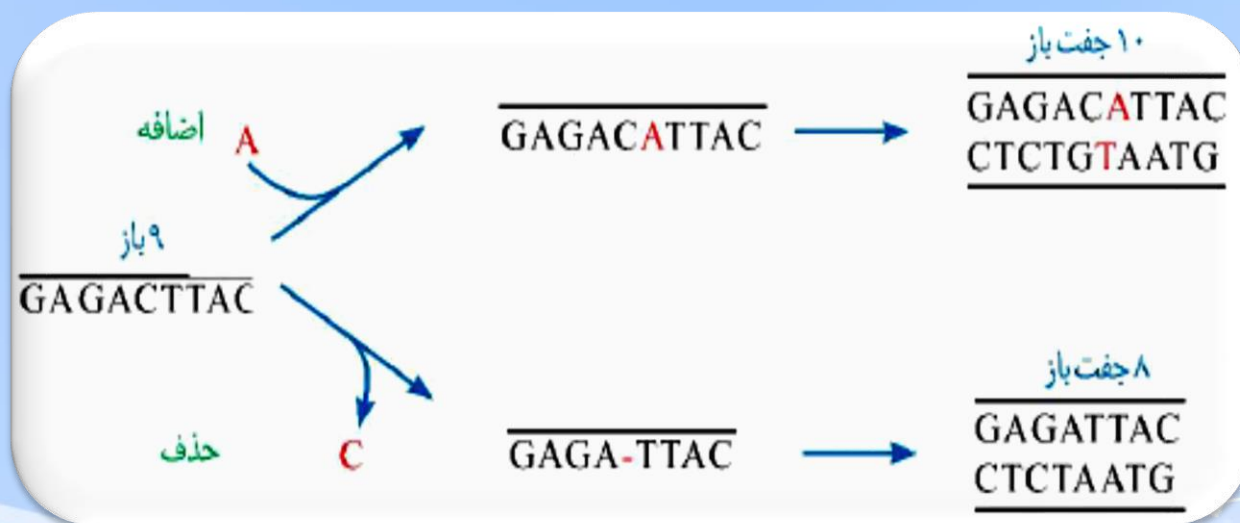 ۱۰ جفت باز
GAGACATTAC
CTCTGTAATG
اضافه
A
GAGACATTAC
۹ باز
GAGACTTAC
۸ جفت باز
GAGATTAC
CTCTAATG
حذف
C
GAGA-TTAC